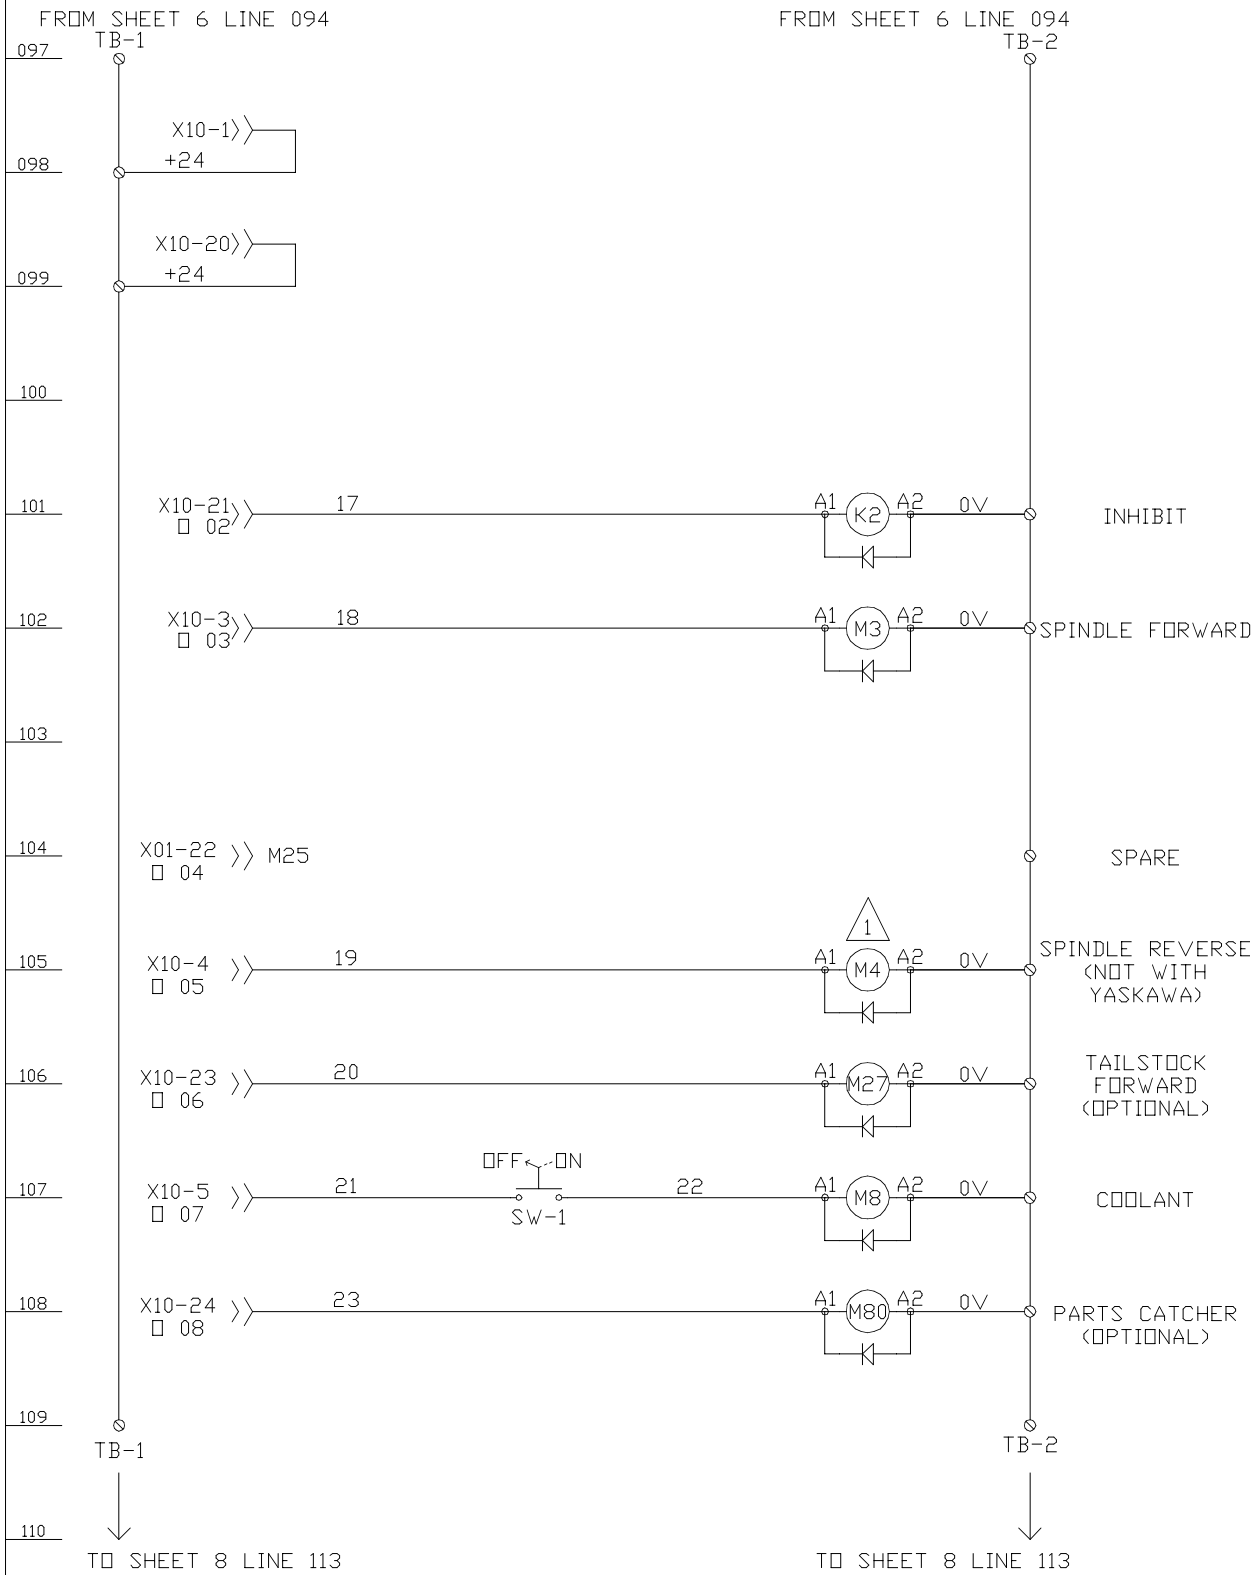 FROM SHEET 6 LINE 094
FROM SHEET 6 LINE 094
TB-1
TB-2
097
X10-1
+24
098
X10-20
+24
099
100
101
X10-21
O 02
17
A1 K2 A2 0V
INHIBIT
102
X10-3
O 03
18
A1 M3 A2 0V
SPINDLE FORWARD
103
104
X01-22
O 04
M25
SPARE
1
105
X10-4
O 05
19
A1 M4 A2 0V
SPINDLE REVERSE
(NOT WITH
YASKAWA)
106
X10-23
O 06
20
A1 M27 A2 0V
TAILSTOCK
FORWARD
(OPTIONAL)
OFF ON
107
X10-5
O 07
21
SW-1
22
A1 M8 A2 0V
COOLANT
108
X10-24
O 08
23
A1 M80 A2 0V
PARTS CATCHER
(OPTIONAL)
109
TB-1
TB-2
110
TO SHEET 8 LINE 113
TO SHEET 8 LINE 113